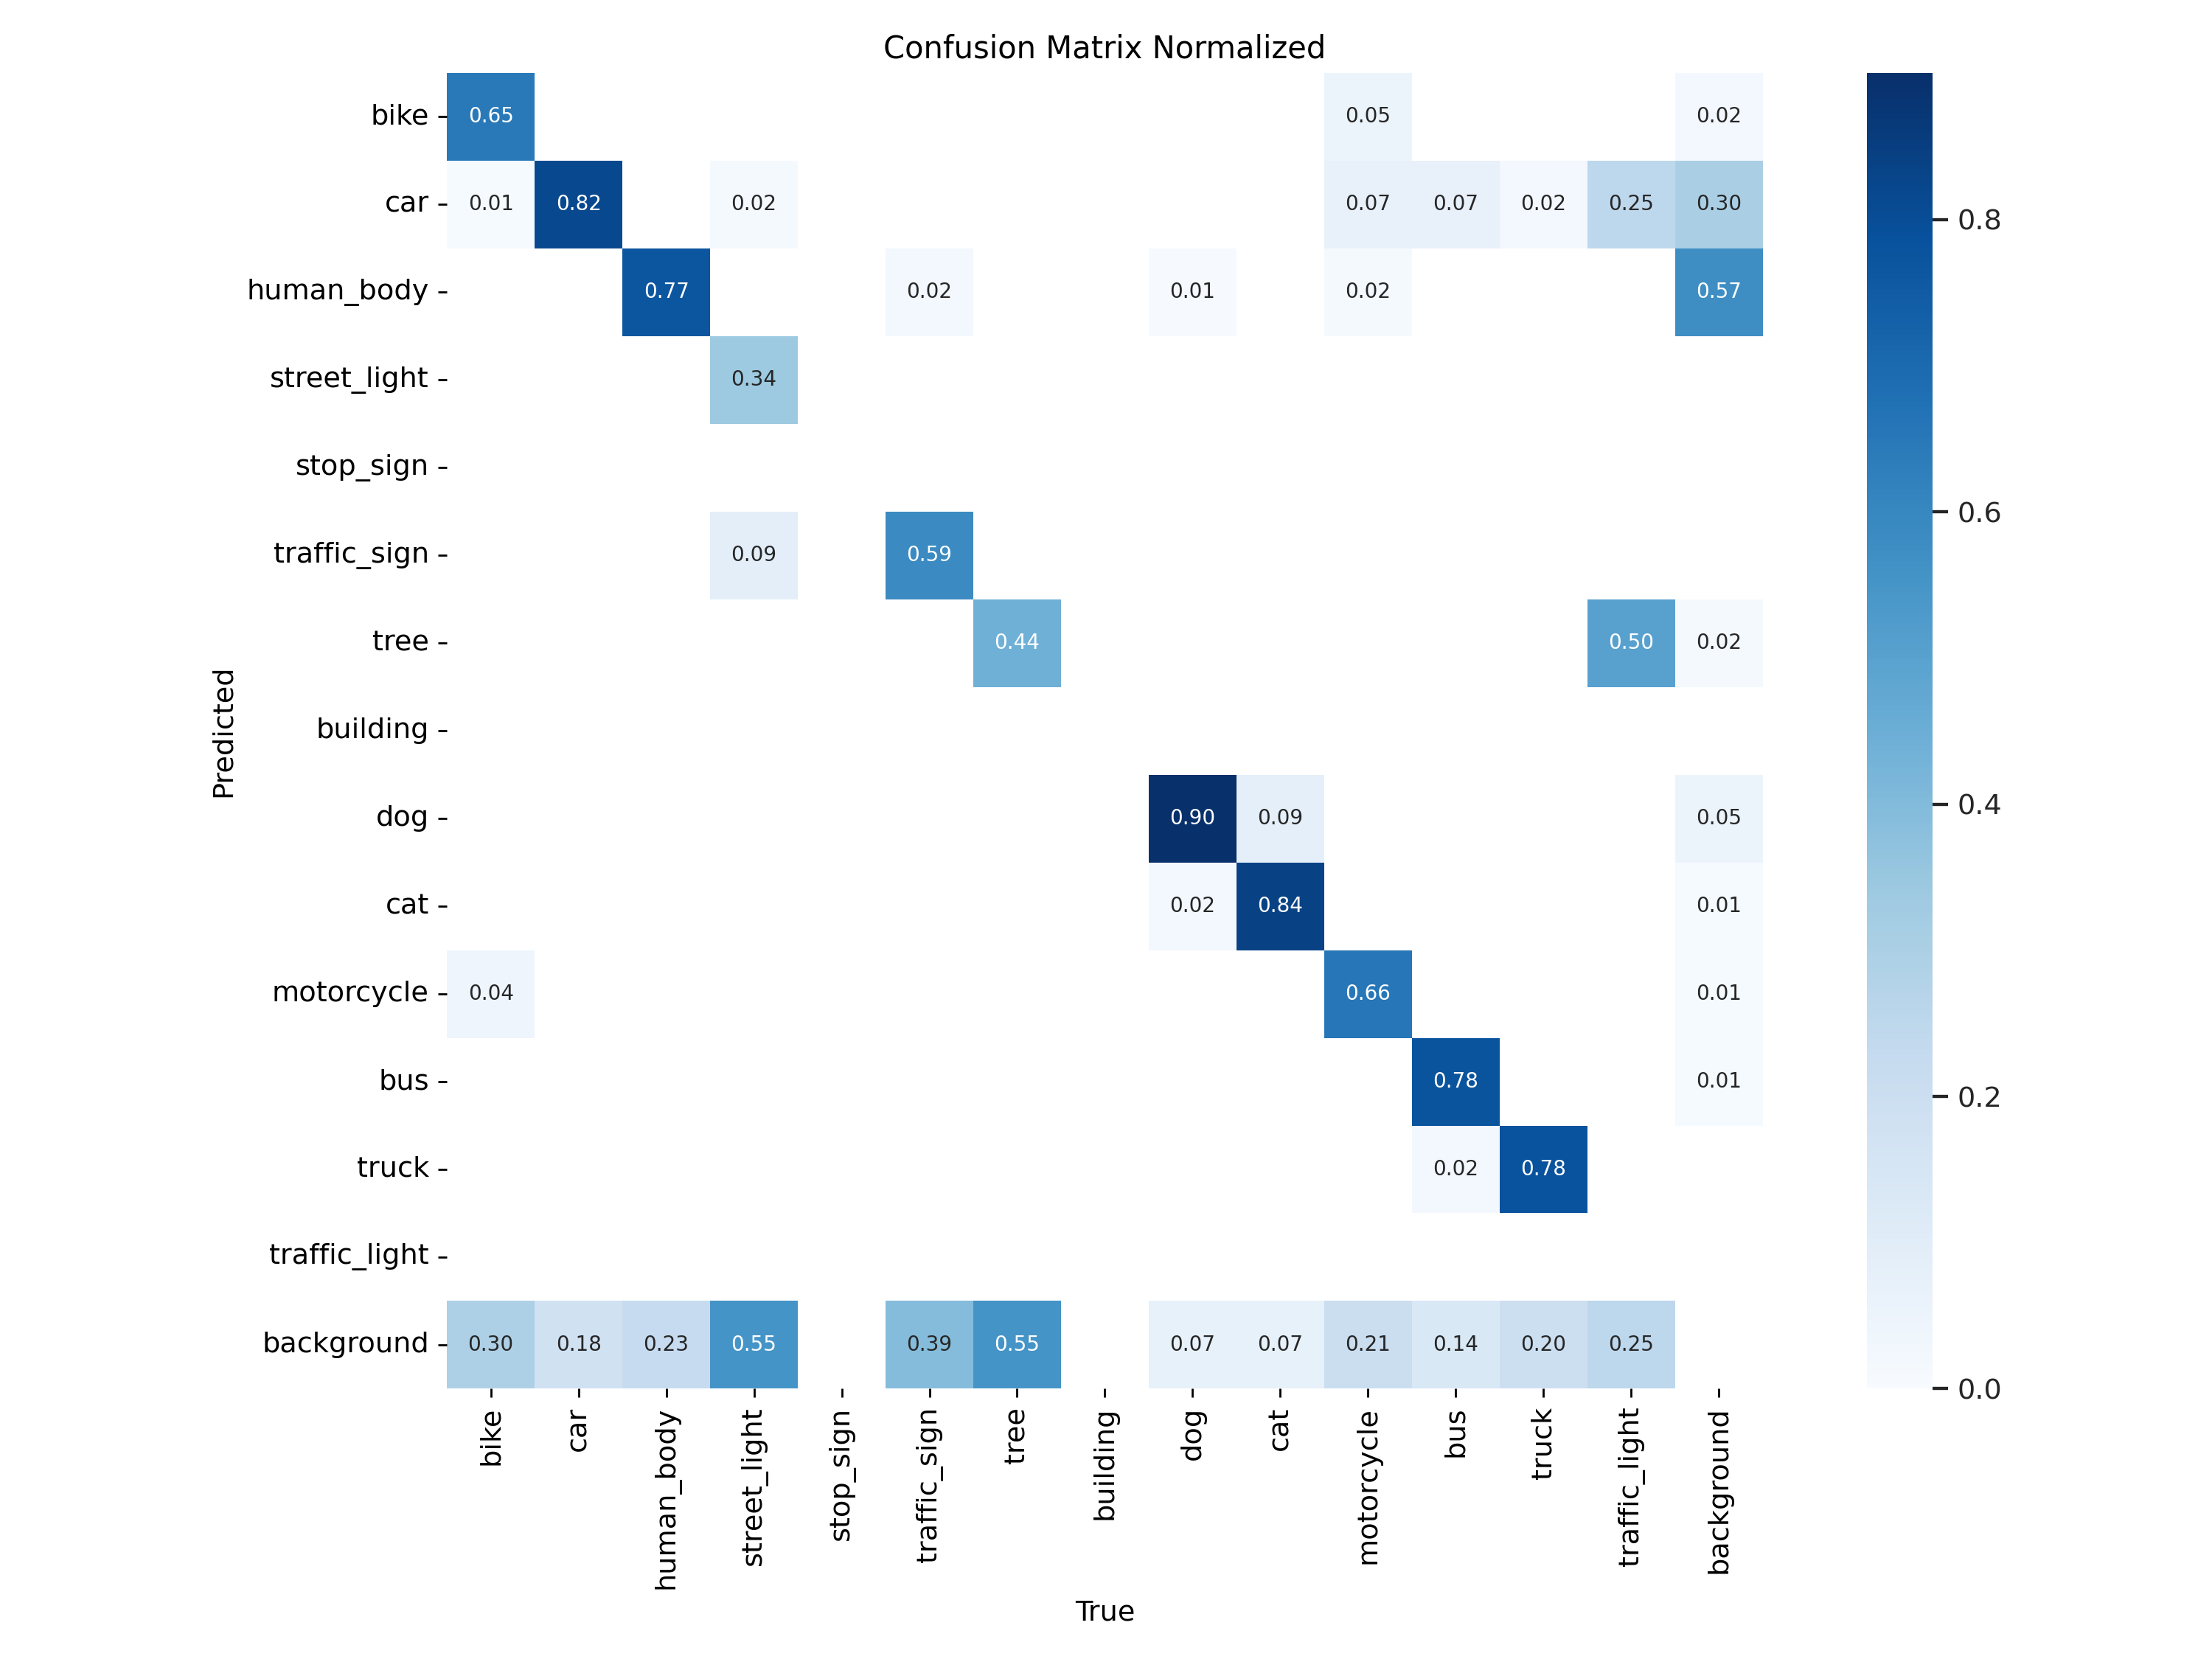 Confusion Matrix Normalized
bike 0.65 0.05 0.02
car 0.01 0.82 0.02 0.07 0.07 0.02 0.25 0.30
human_body 0.77 0.02 0.01 0.02 0.57
street_light 0.34
stop_sign
traffic_sign 0.09 0.59
tree 0.44 0.50 0.02
building
dog 0.90 0.09 0.05
cat 0.02 0.84 0.01
motorcycle 0.04 0.66 0.01
bus 0.78 0.01
truck 0.02 0.78
traffic_light
background 0.30 0.18 0.23 0.55 0.39 0.55 0.07 0.07 0.21 0.14 0.20 0.25
Predicted
bike car human_body street_light stop_sign traffic_sign tree building dog cat motorcycle bus truck traffic_light background
True
0.8
0.6
0.4
0.2
0.0